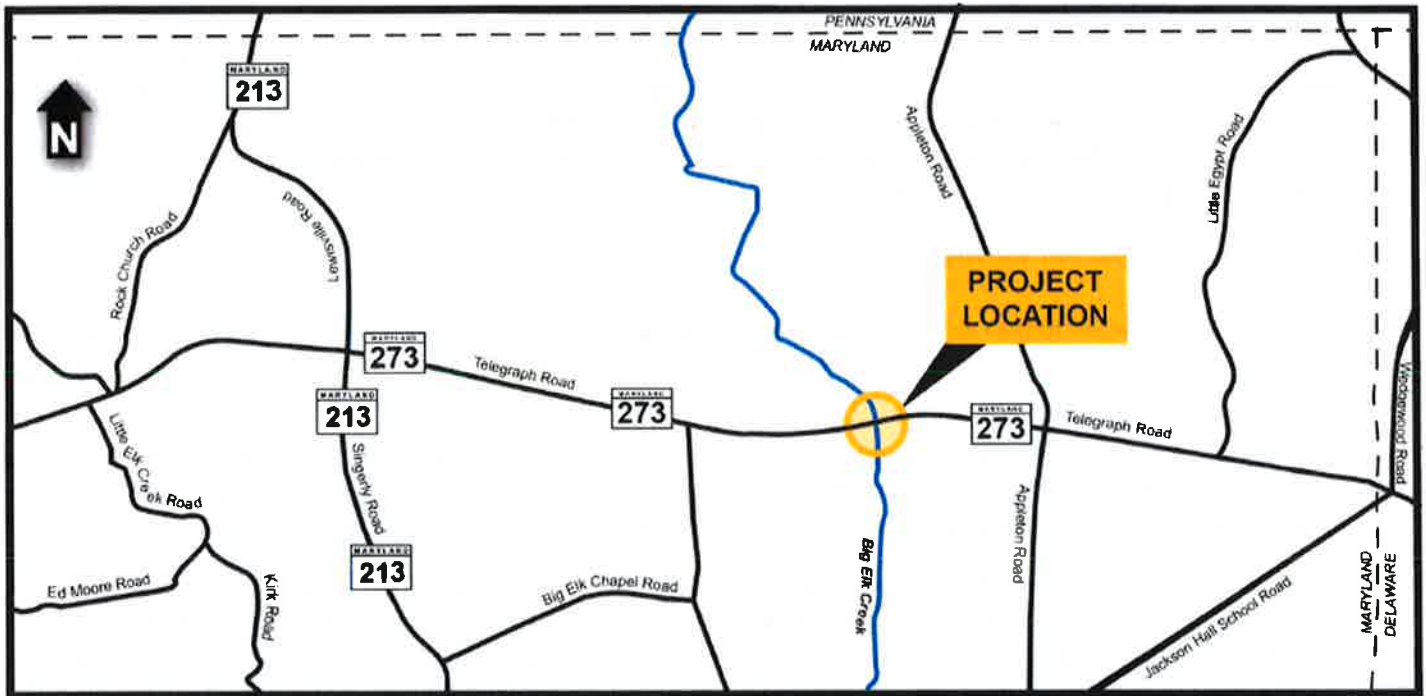 PENNSYLVANIA
MARYLAND
MARYLAND
213
N
Appleton Road
Little Egypt Road
Rock Church Road
Lewisville Road
PROJECT
LOCATION
MARYLAND
273
Telegraph Road
MARYLAND
213
MARYLAND
273
MARYLAND
273
Telegraph Road
Wedgewood Road
Little Elk Creek Road
Singerly Road
Appleton Road
Big Elk Creek
MARYLAND
213
Ed Moore Road
Kirk Road
Big Elk Chapel Road
Jackson Hall School Road
MARYLAND
DELAWARE